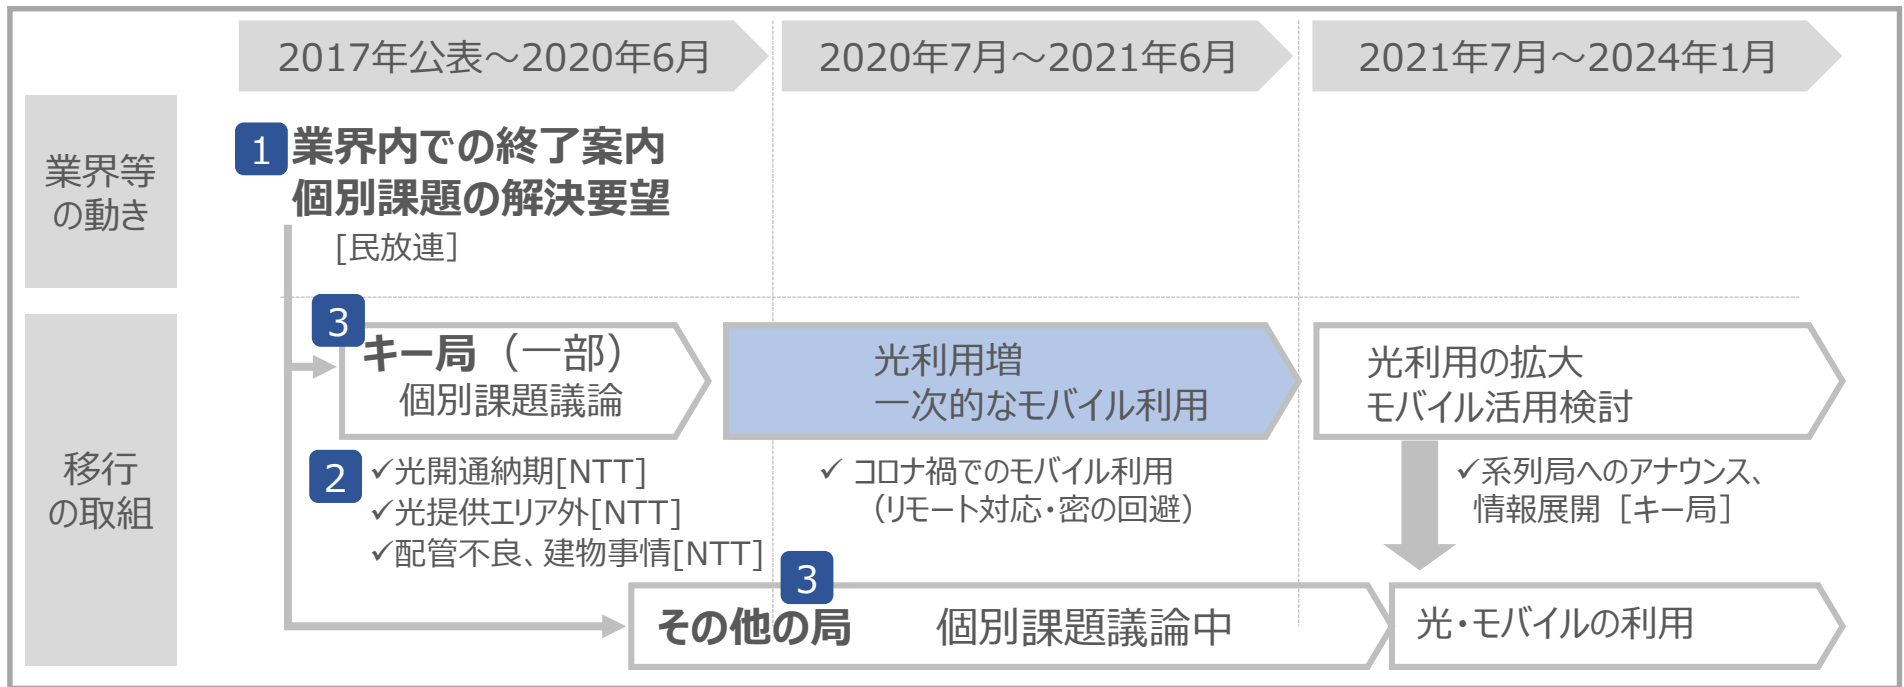 2017年公表～2020年6月
2020年7月～2021年6月
2021年7月～2024年1月
業界等
の動き
1
業界内での終了案内
個別課題の解決要望
[民放連］
移行
の取組
3
キー局（一部）
個別課題議論
光利用増
一次的なモバイル利用
光利用の拡大
モバイル活用検討
2
✓光開通納期[NTT]
✓光提供エリア外[NTT]
✓配管不良、建物事情[NTT]
✓ コロナ禍でのモバイル利用
（リモート対応・密の回避）
✓系列局へのアナウンス、
情報展開［キー局］
3
その他の局　個別課題議論中
光・モバイルの利用